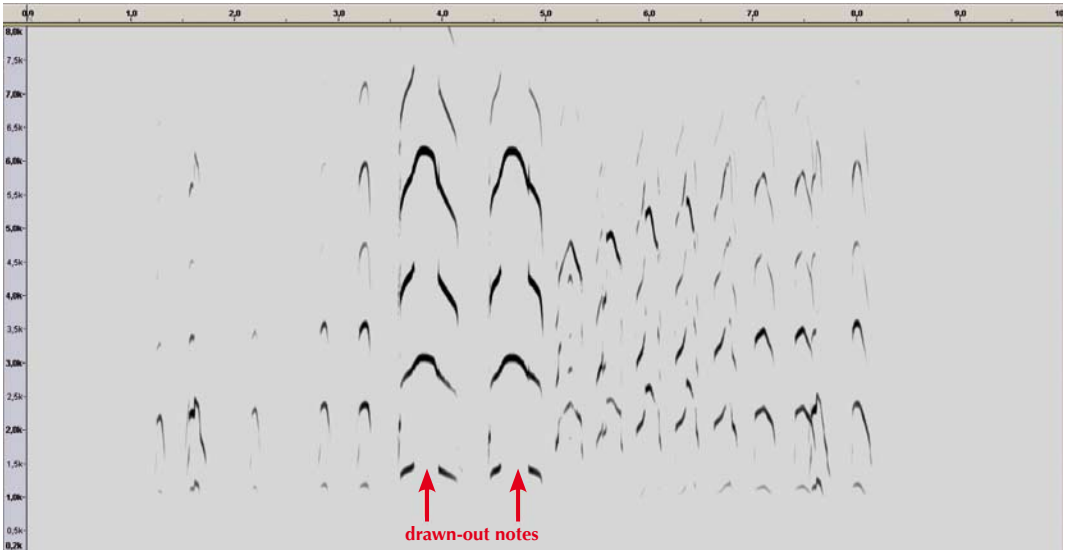 0,0 1,0 2,0 3,0 4,0 5,0 6,0 7,0 8,0 9,0 10
8,0k
7,5k
7,0k
6,5k
6,0k
5,5k
5,0k
4,5k
4,0k
3,5k
3,0k
2,5k
2,0k
1,5k
1,0k
0,5k
0,2k
drawn-out notes